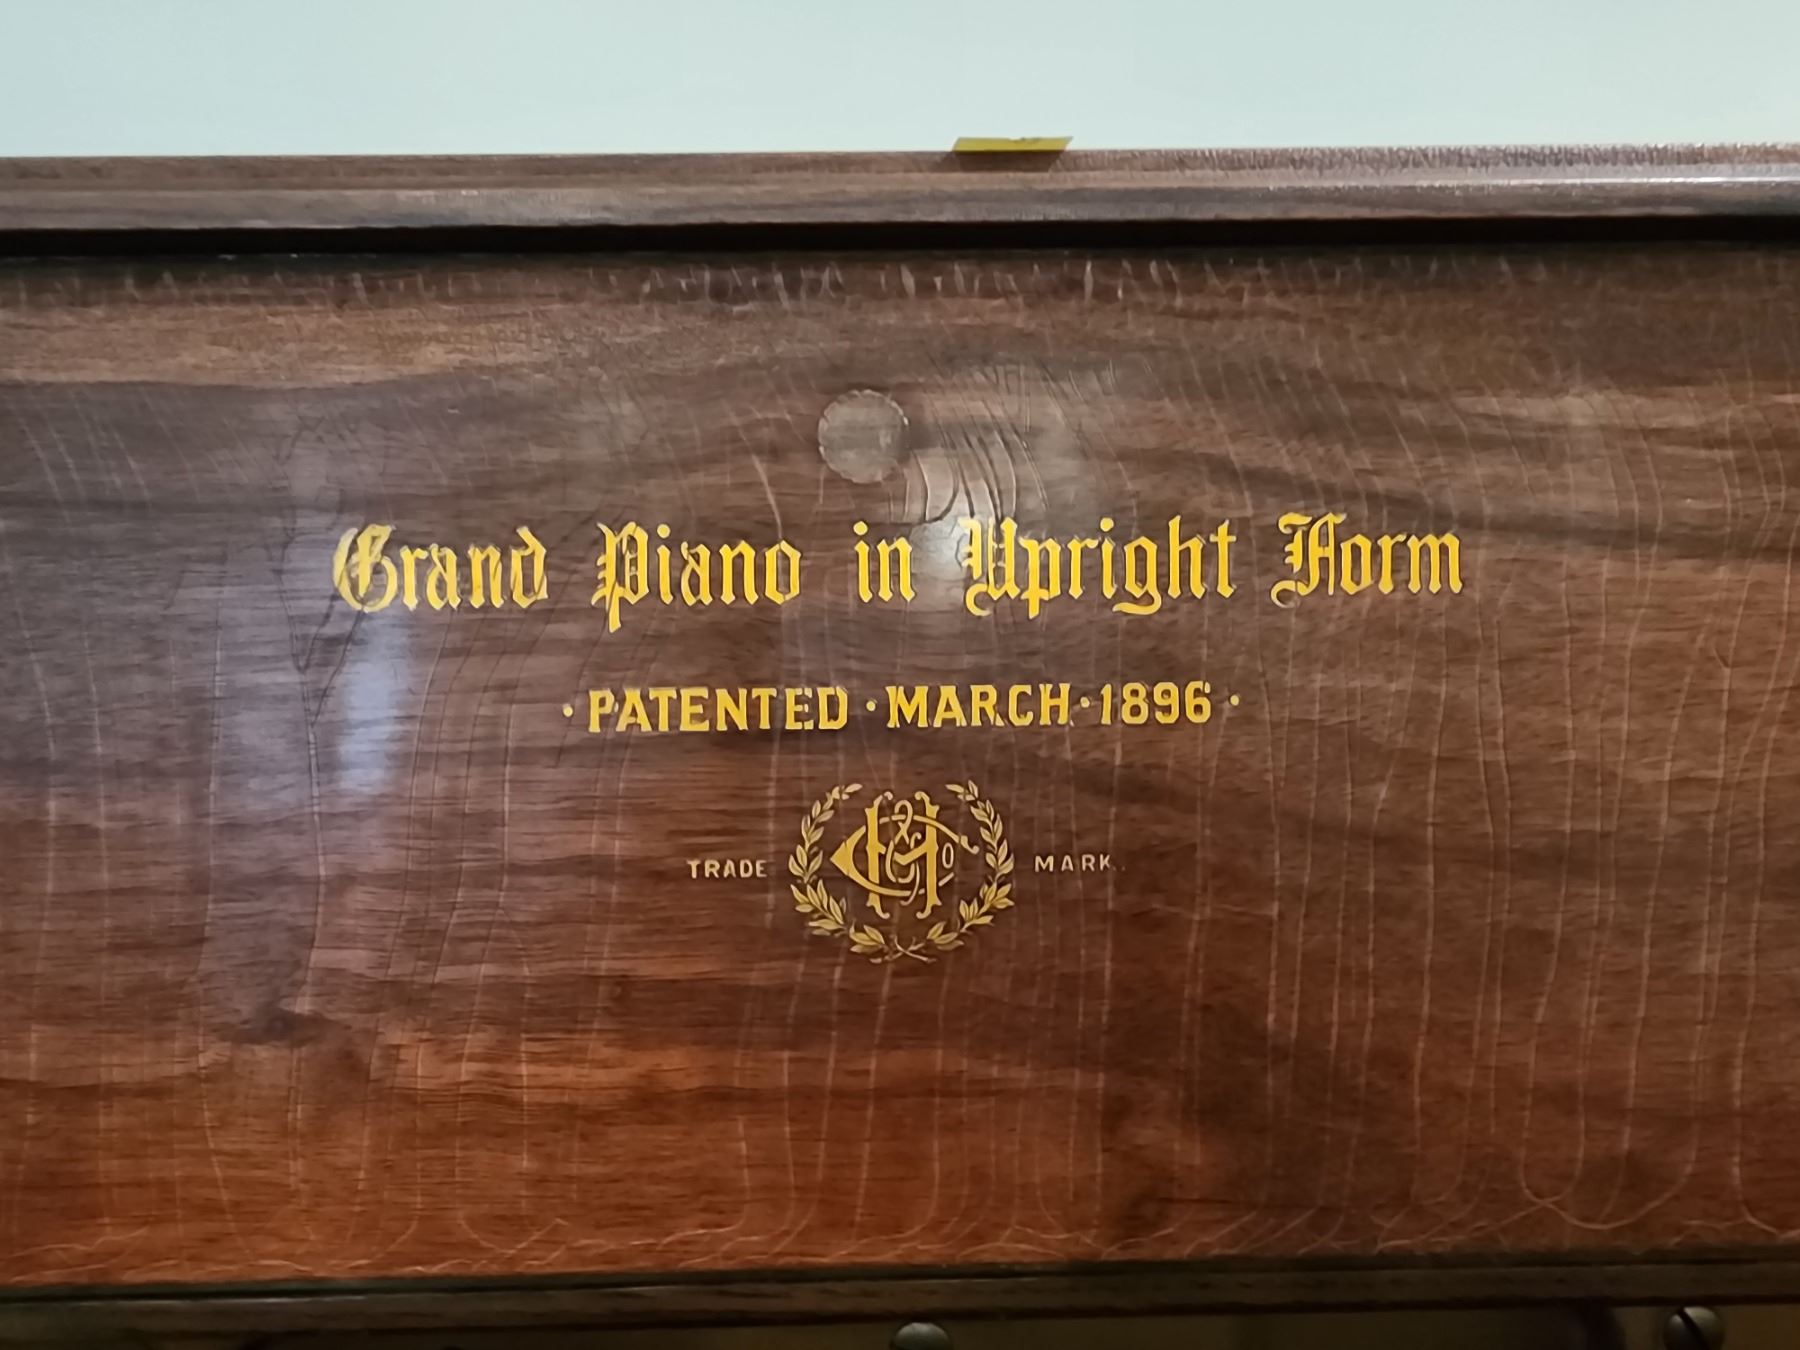 Grand Piano in Upright Form
·PATENTED·MARCH·1896·
TRADE MARK.